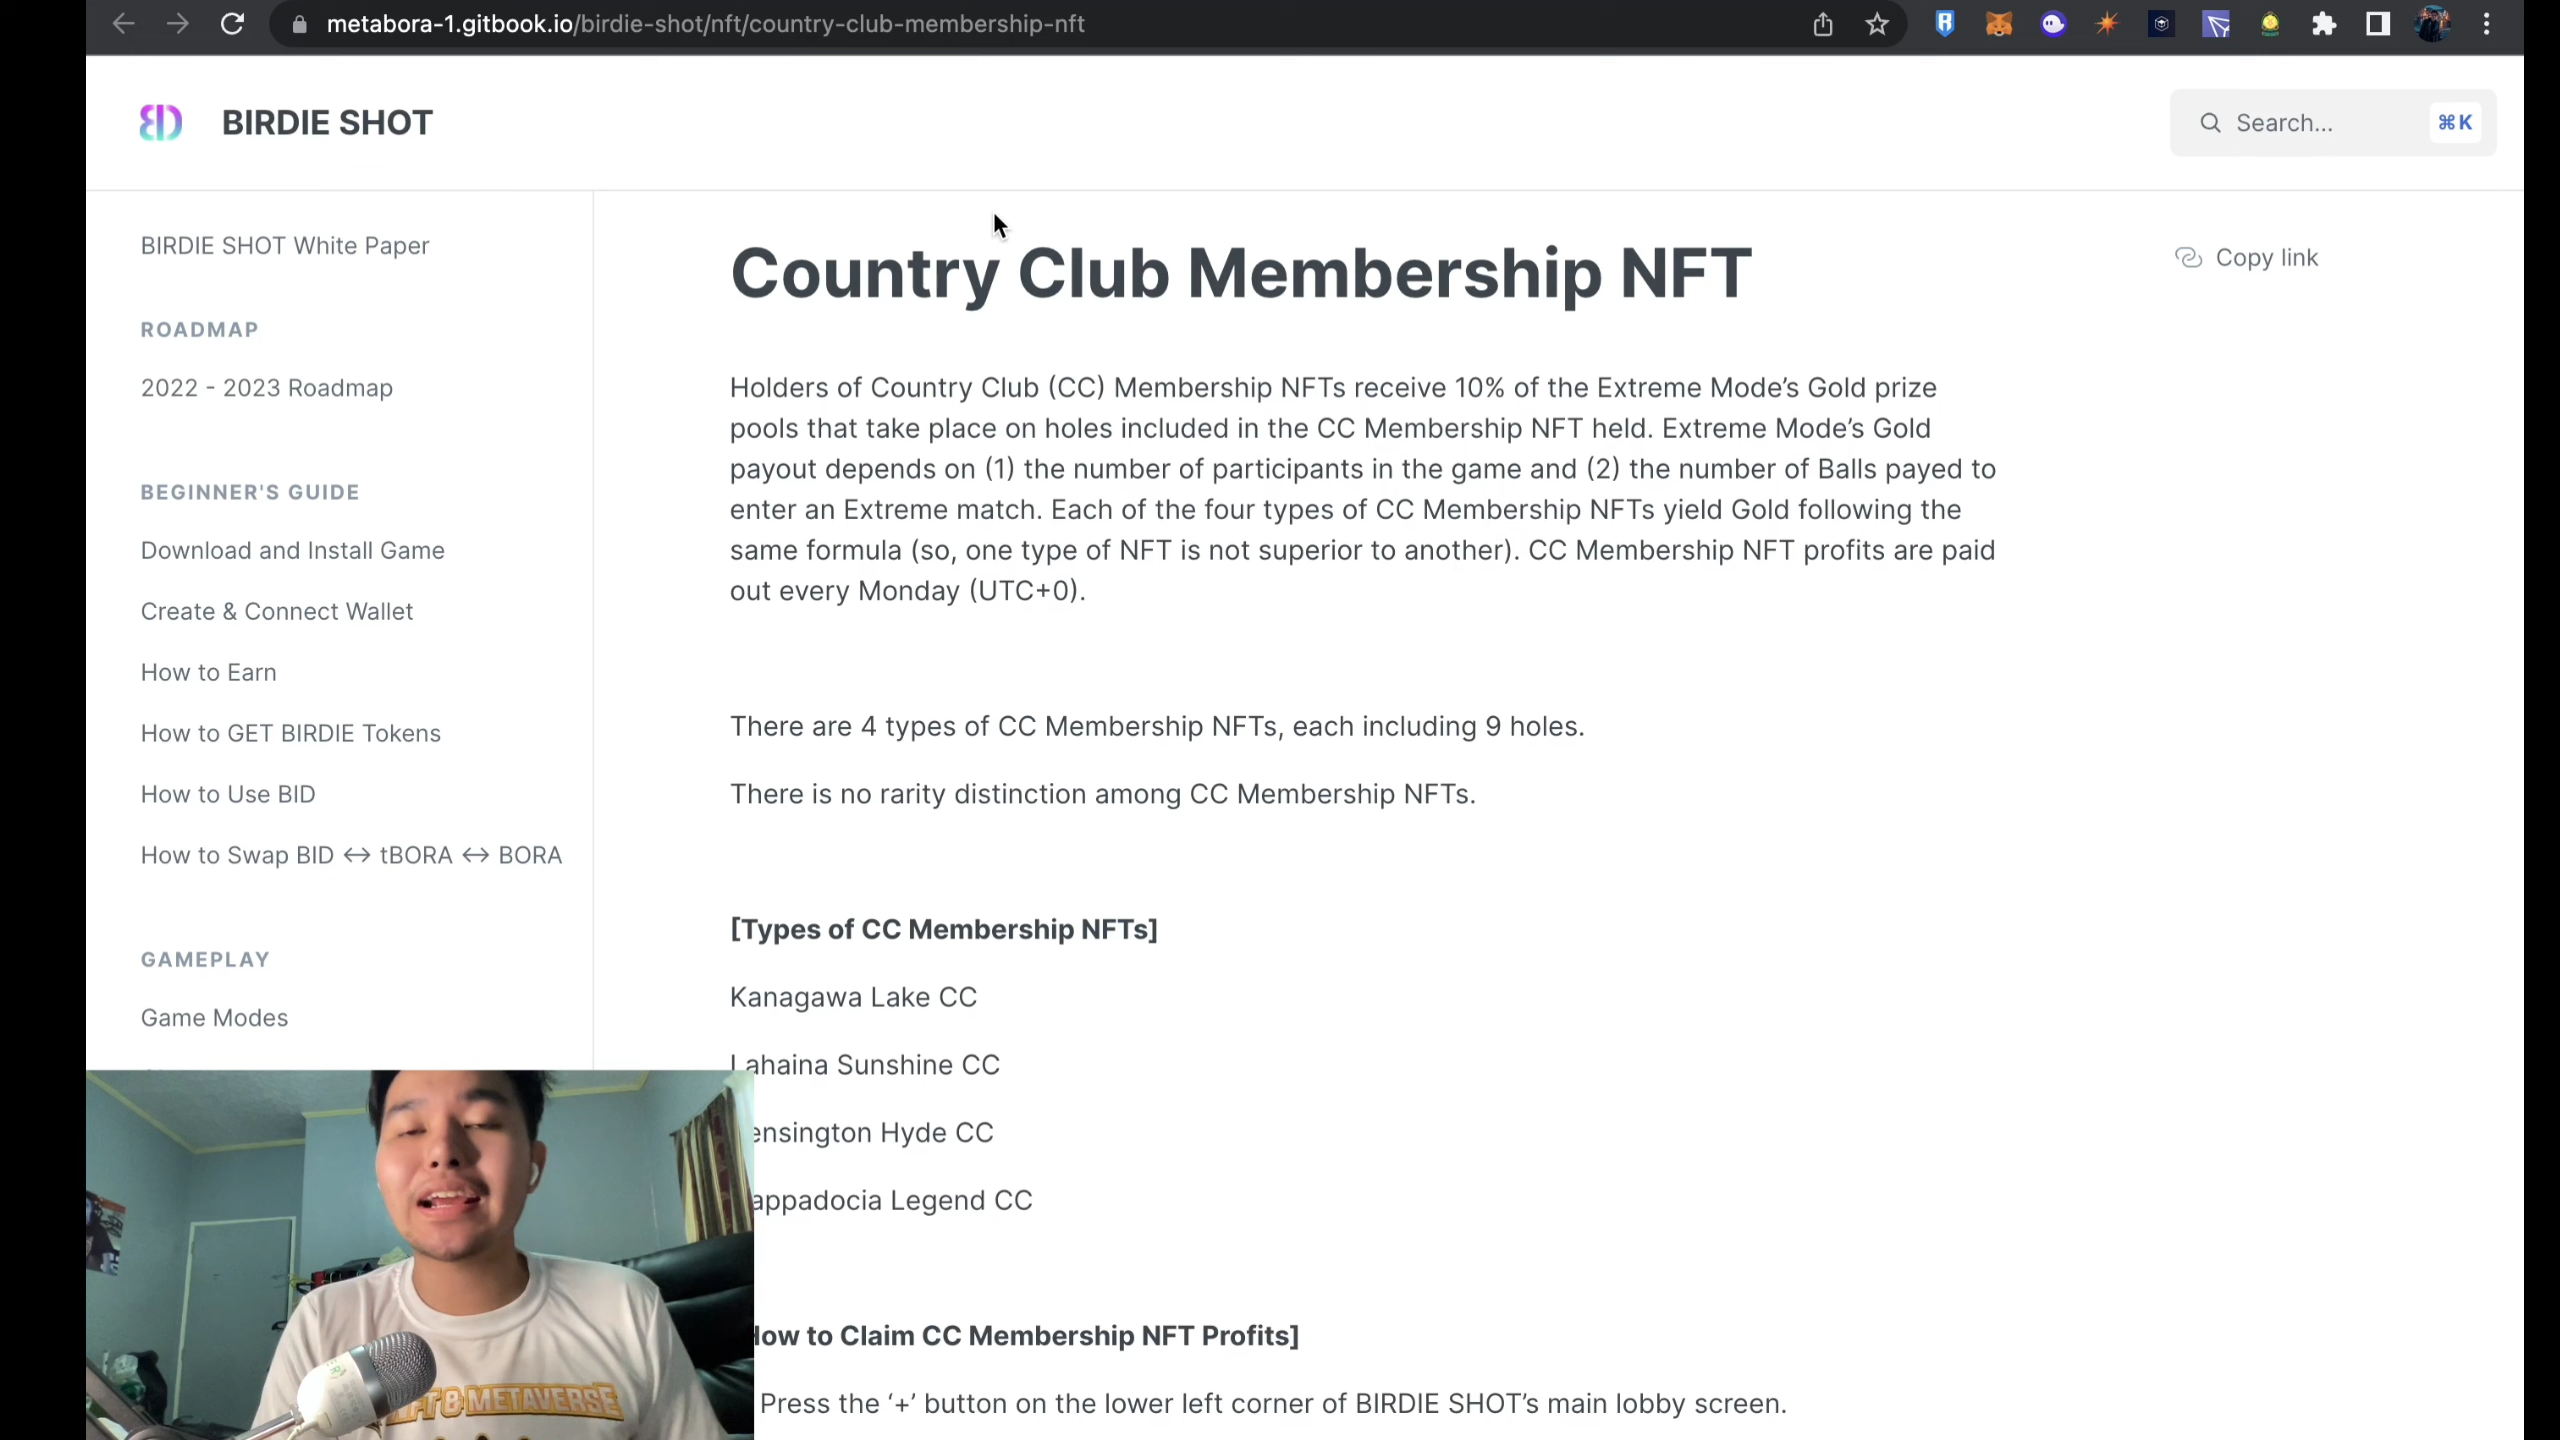 metabora-1.gitbook.io/birdie-shot/nft/country-club-membership-nft
BIRDIE SHOT
Search...
⌘K
BIRDIE SHOT White Paper
ROADMAP
2022 - 2023 Roadmap
BEGINNER'S GUIDE
Download and Install Game
Create & Connect Wallet
How to Earn
How to GET BIRDIE Tokens
How to Use BID
How to Swap BID ↔ tBORA ↔ BORA
GAMEPLAY
Game Modes
Country Club Membership NFT
Copy link
Holders of Country Club (CC) Membership NFTs receive 10% of the Extreme Mode’s Gold prize
pools that take place on holes included in the CC Membership NFT held. Extreme Mode’s Gold
payout depends on (1) the number of participants in the game and (2) the number of Balls payed to
enter an Extreme match. Each of the four types of CC Membership NFTs yield Gold following the
same formula (so, one type of NFT is not superior to another). CC Membership NFT profits are paid
out every Monday (UTC+0).
There are 4 types of CC Membership NFTs, each including 9 holes.
There is no rarity distinction among CC Membership NFTs.
[Types of CC Membership NFTs]
Kanagawa Lake CC
Lahaina Sunshine CC
ensington Hyde CC
appadocia Legend CC
How to Claim CC Membership NFT Profits]
Press the ‘+’ button on the lower left corner of BIRDIE SHOT’s main lobby screen.
NFT & METAVERSE